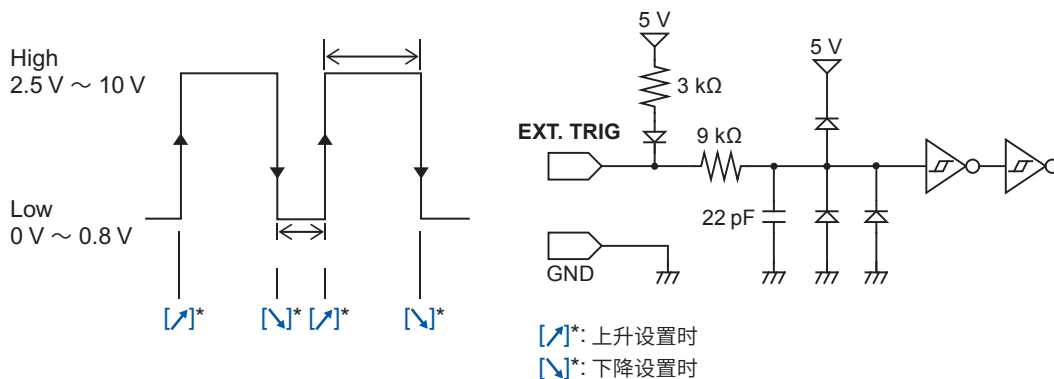 High
2.5 V ～ 10 V
Low
0 V ～ 0.8 V
[↗]* [↘]* [↗]* [↘]*
5 V
3 kΩ
5 V
EXT. TRIG
9 kΩ
22 pF
GND
[↗]*: 上升设置时
[↘]*: 下降设置时